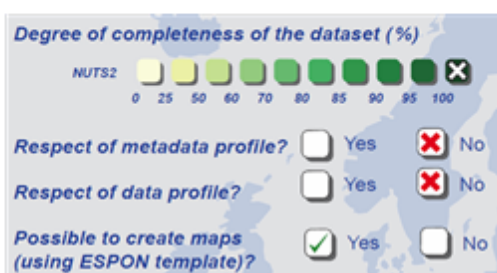 Degree of completeness of the dataset (%)
NUTS2
0 25 50 60 70 80 85 90 95 100
Respect of metadata profile? Yes No
Respect of data profile? Yes No
Possible to create maps Yes No
(using ESPON template)?